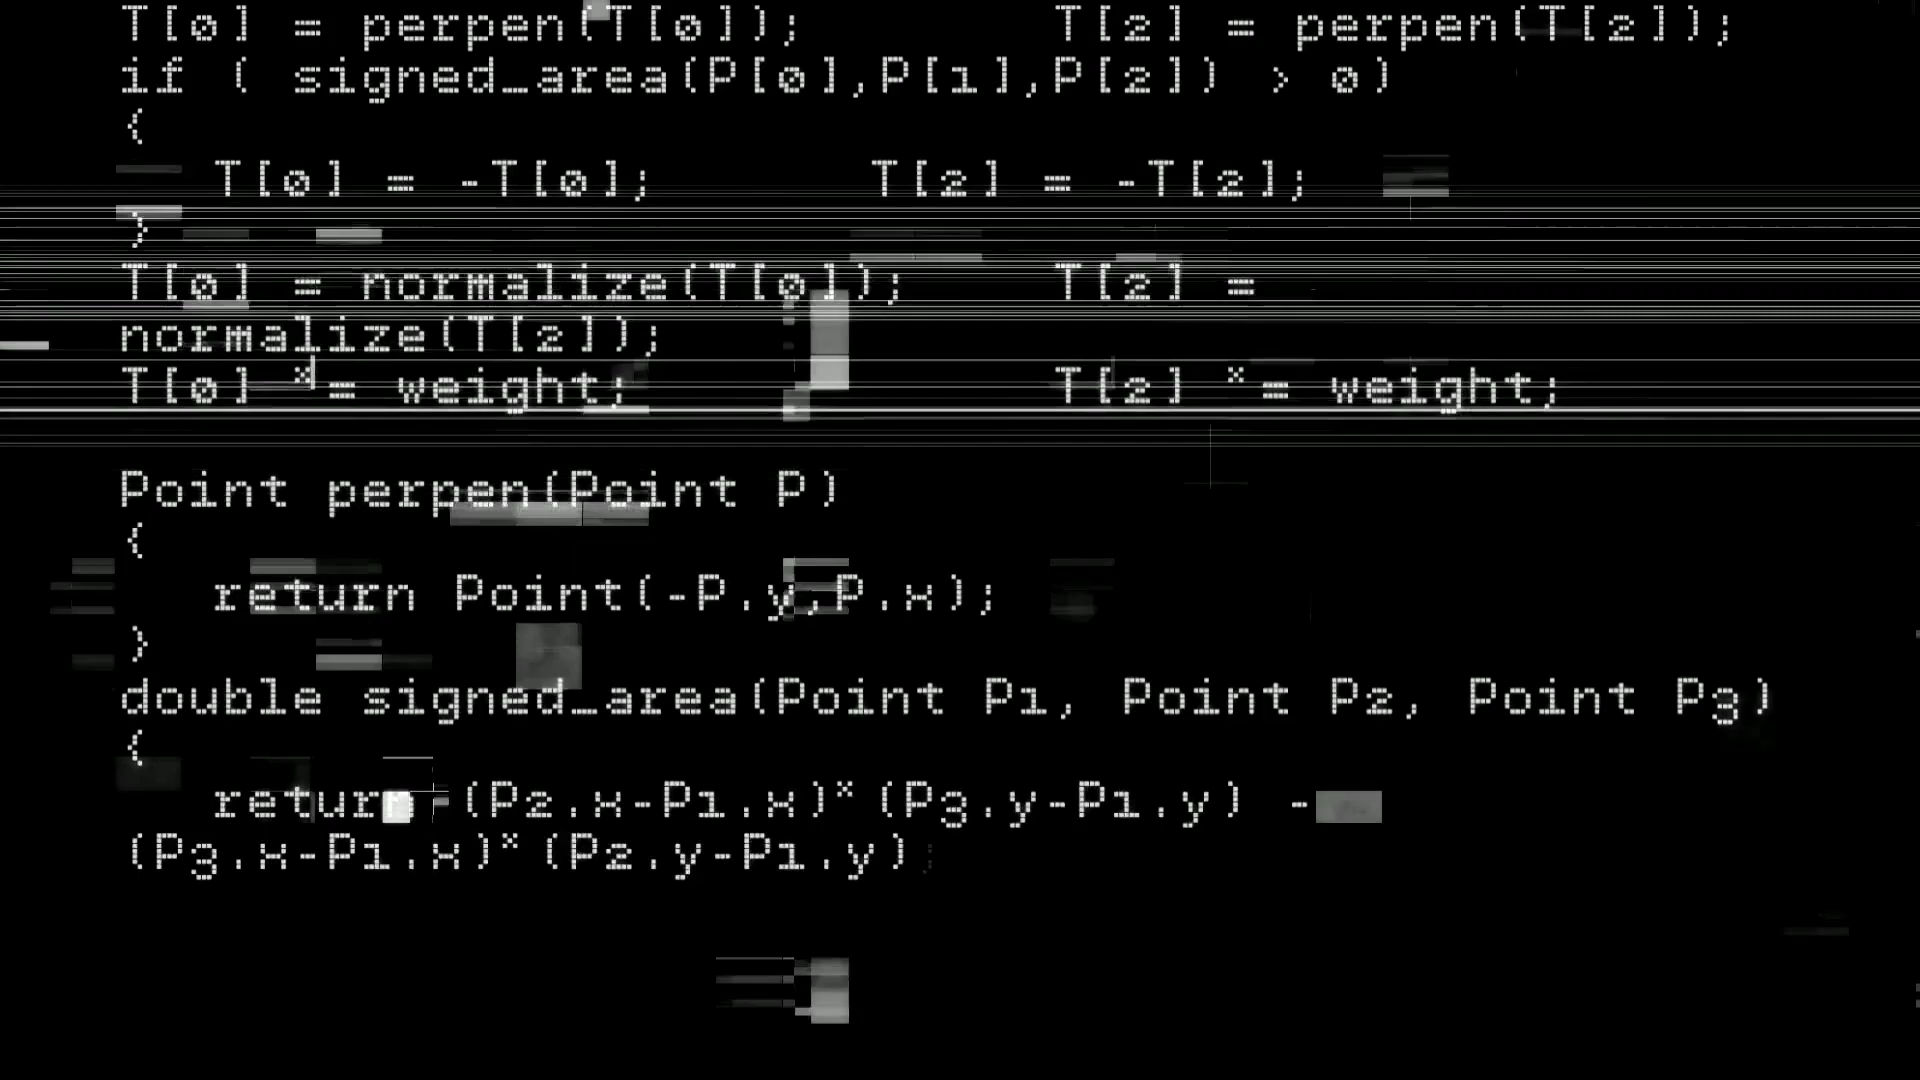 T[0] = perpen(T[0]); T[2] = perpen(T[2]);
if ( signed_area(P[0],P[1],P[2]) > 0)
{
T[0] = -T[0]; T[2] = -T[2];
}
T[0] = normalize(T[0]); T[2] =
normalize(T[2]);
T[0] *= weight; T[2] *= weight;
Point perpen(Point P)
{
return Point(-P.y,P.x);
}
double signed_area(Point P1, Point P2, Point P3)
{
return (P2.x-P1.x)*(P3.y-P1.y) -
(P3.x-P1.x)*(P2.y-P1.y);